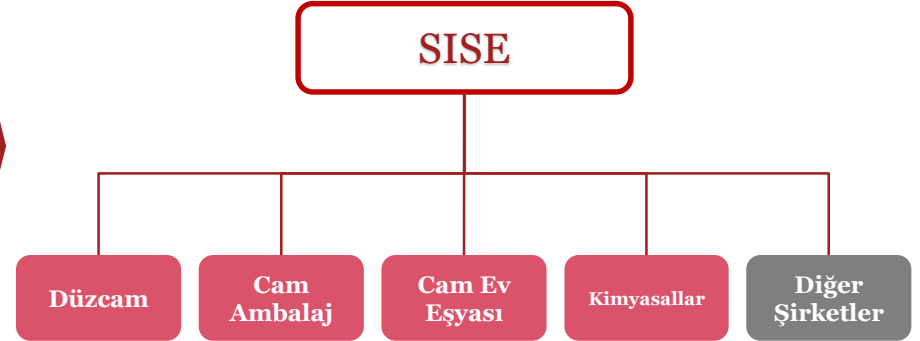 SISE
Düzcam
Cam
Ambalaj
Cam Ev
Eşyası
Kimyasallar
Diğer
Şirketler